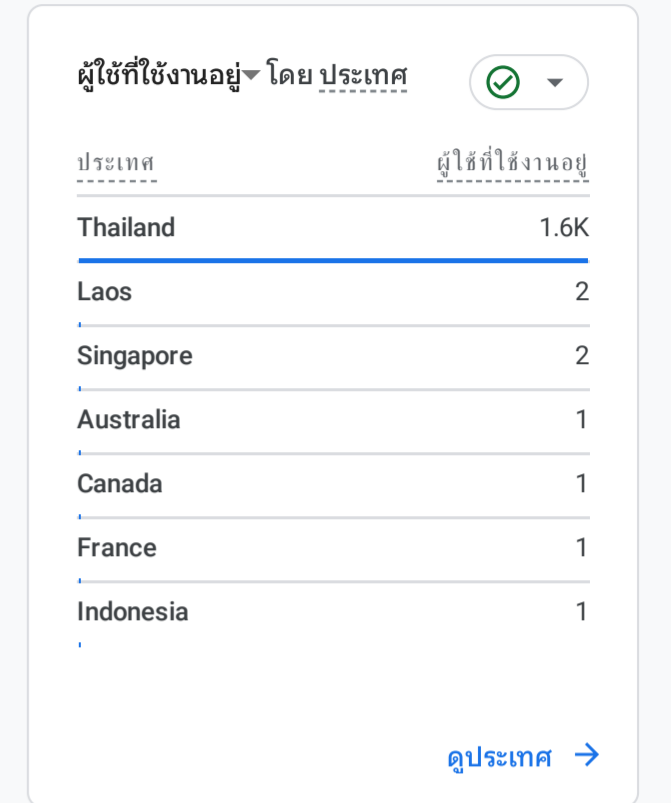 ผู้ใช้ที่ใช้งานอยู่ โดย ประเทศ
ประเทศ ผู้ใช้ที่ใช้งานอยู่
Thailand 1.6K
Laos 2
Singapore 2
Australia 1
Canada 1
France 1
Indonesia 1
ดูประเทศ